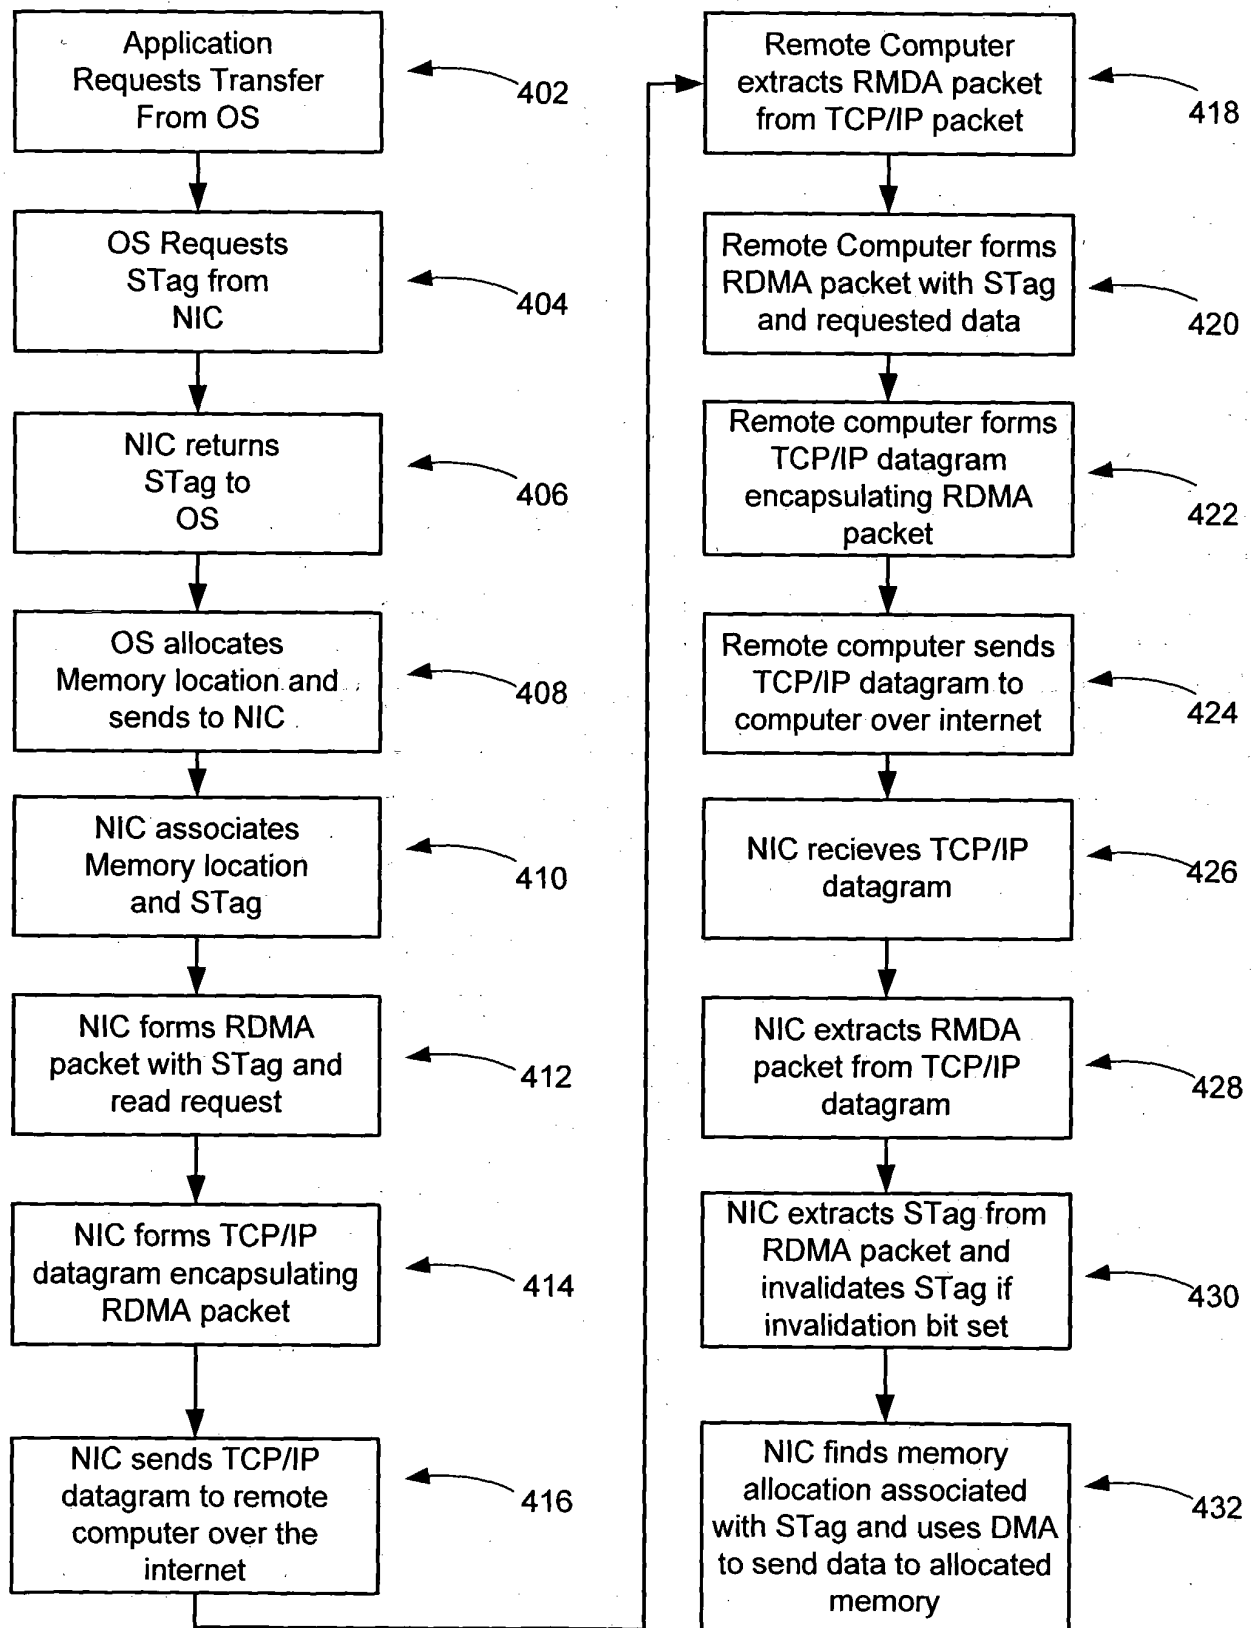 Application
Requests Transfer
From OS
402
OS Requests
STag from
NIC
404
NIC returns
STag to
OS
406
OS allocates
Memory location and
sends to NIC
408
NIC associates
Memory location
and STag
410
NIC forms RDMA
packet with STag and
read request
412
NIC forms TCP/IP
datagram encapsulating
RDMA packet
414
NIC sends TCP/IP
datagram to remote
computer over the
internet
416
Remote Computer
extracts RMDA packet
from TCP/IP packet
418
Remote Computer forms
RDMA packet with STag
and requested data
420
Remote computer forms
TCP/IP datagram
encapsulating RDMA
packet
422
Remote computer sends
TCP/IP datagram to
computer over internet
424
NIC recieves TCP/IP
datagram
426
NIC extracts RMDA
packet from TCP/IP
datagram
428
NIC extracts STag from
RDMA packet and
invalidates STag if
invalidation bit set
430
NIC finds memory
allocation associated
with STag and uses DMA
to send data to allocated
memory
432